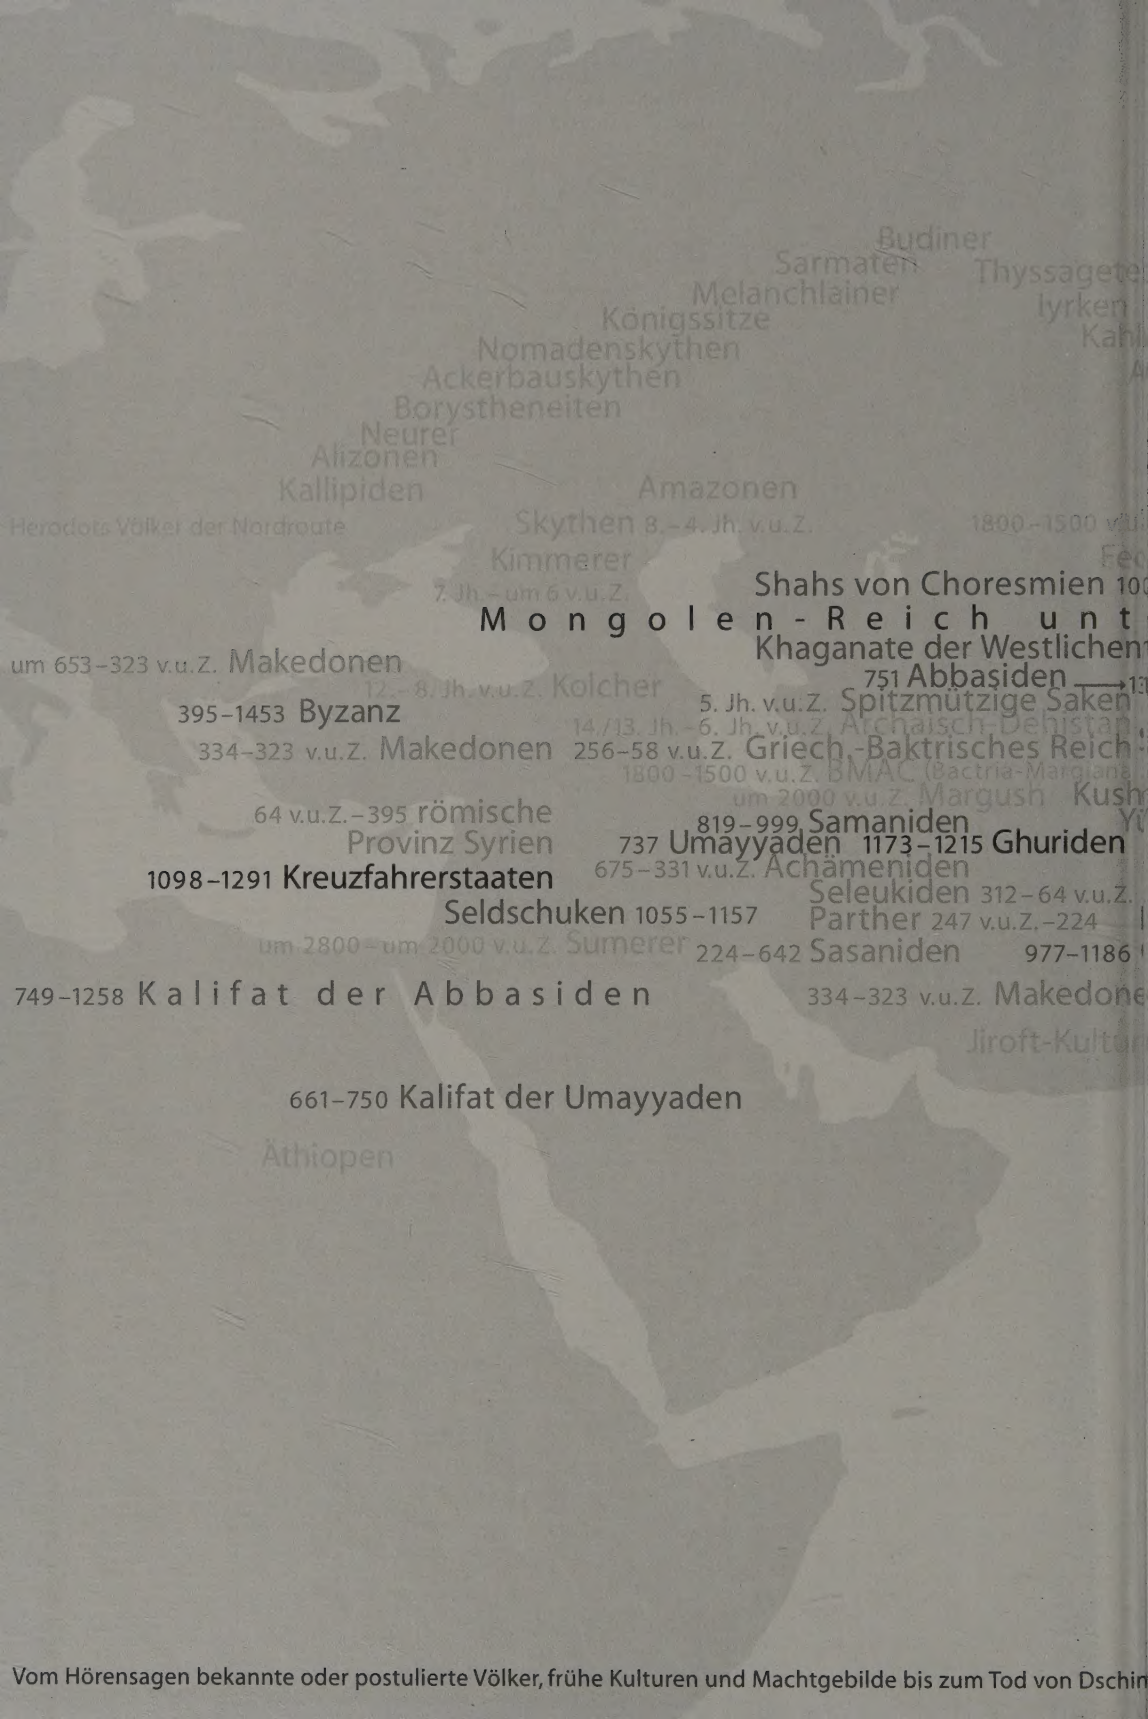 Budiner
Sarmaten
Thyssagete
Melanchlainer
Iyrken
Königssitze
Nomadenskythen
Ackerbauskythen
Borystheneiten
Neurer
Alizonen
Kallipiden
Amazonen
Herodots Völker der Nordroute
Skythen 8.–4. Jh. v.u.Z.
1800–1500 v.u.
Kimmerer
7. Jh.–um 6 v.u.Z.
Shahs von Choresmien
Mongolen-Reich unt
Khaganate der Westlichen
um 653–323 v.u.Z. Makedonen
751 Abbasiden
12.–8. Jh. v.u.Z. Kolcher
5. Jh. v.u.Z. Spitzmützige Saken
395–1453 Byzanz
14./13. Jh.–6. Jh. v.u.Z. Archaisch-Dehistan
334–323 v.u.Z. Makedonen
256–58 v.u.Z. Griech.-Baktrisches Reich
1800–1500 v.u.Z. BMAC (Bactria-Margiana
um 2000 v.u.Z. Margush
Kush
64 v.u.Z.–395 römische
Provinz Syrien
819–999 Samaniden
737 Umayyaden
1173–1215 Ghuriden
675–331 v.u.Z. Achämeniden
1098–1291 Kreuzfahrerstaaten
Seleukiden 312–64 v.u.Z.
Seldschuken 1055–1157
Parther 247 v.u.Z.–224
um 2800–um 2000 v.u.Z. Sumerer
224–642 Sasaniden
977–1186
749–1258 Kalifat der Abbasiden
334–323 v.u.Z. Makedone
Jiroft-Kultur
661–750 Kalifat der Umayyaden
Äthiopen
Vom Hörensagen bekannte oder postulierte Völker, frühe Kulturen und Machtgebilde bis zum Tod von Dschin